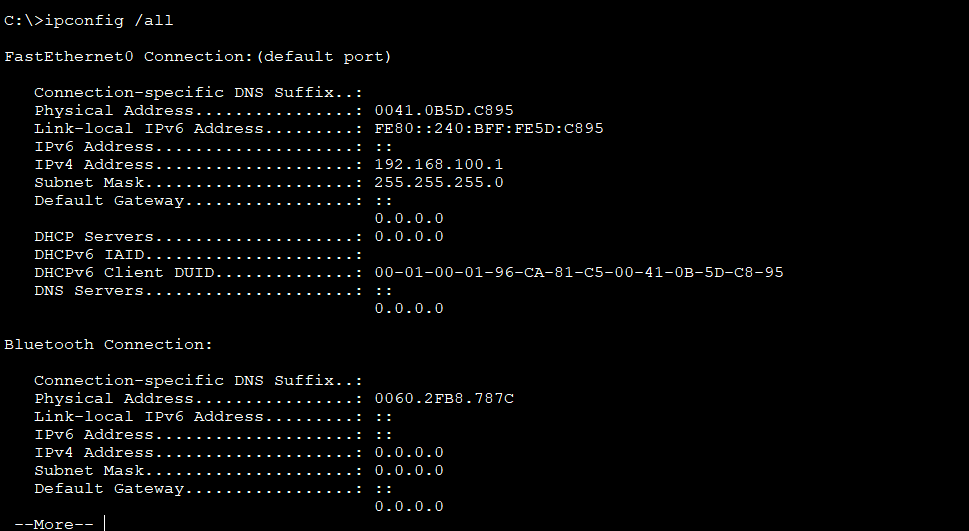 C:\>ipconfig /all
FastEthernet0 Connection:(default port)
Connection-specific DNS Suffix..:
Physical Address................: 0041.0B5D.C895
Link-local IPv6 Address.........: FE80::240:BFF:FE5D:C895
IPv6 Address....................: ::
IPv4 Address....................: 192.168.100.1
Subnet Mask.....................: 255.255.255.0
Default Gateway.................: ::
0.0.0.0
DHCP Servers....................: 0.0.0.0
DHCPv6 IAID.....................:
DHCPv6 Client DUID..............: 00-01-00-01-96-CA-81-C5-00-41-0B-5D-C8-95
DNS Servers.....................: ::
0.0.0.0
Bluetooth Connection:
Connection-specific DNS Suffix..:
Physical Address................: 0060.2FB8.787C
Link-local IPv6 Address.........: ::
IPv6 Address....................: ::
IPv4 Address....................: 0.0.0.0
Subnet Mask.....................: 0.0.0.0
Default Gateway.................: ::
0.0.0.0
--More--